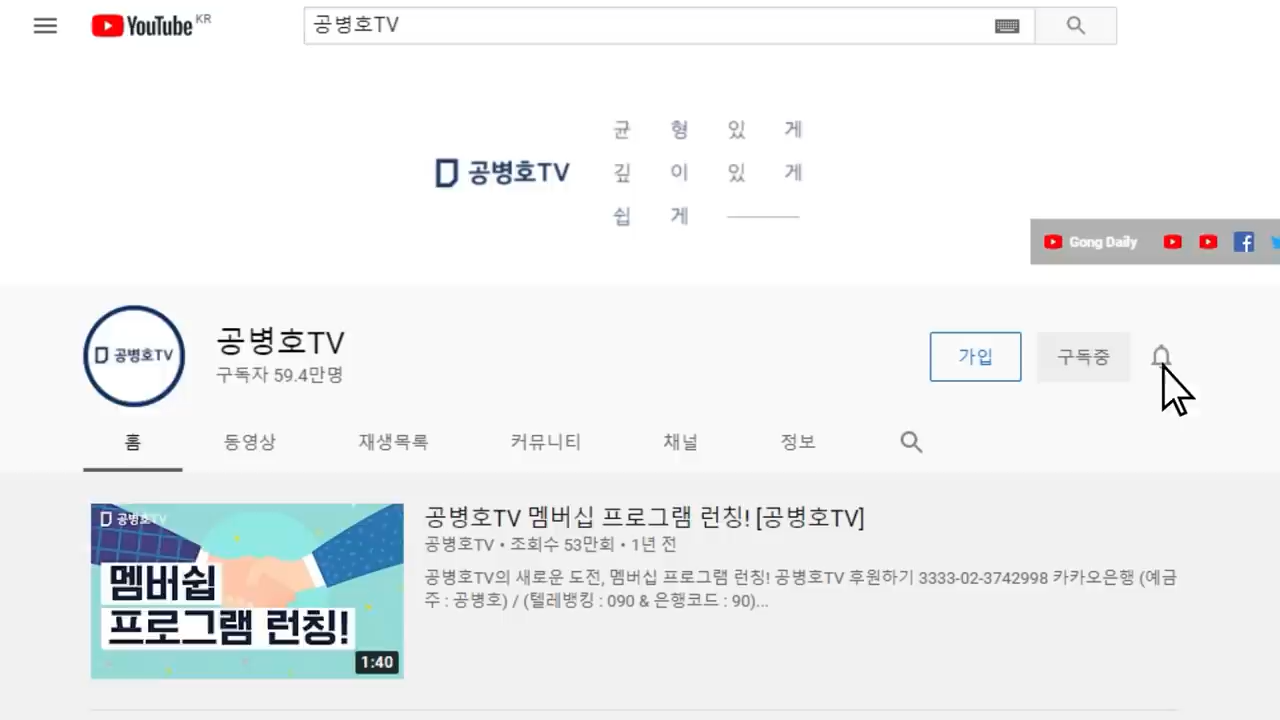 YouTube KR
공병호TV
균 형 있 게
공병호TV
깊 이 있 게
쉽 게
Gong Daily
공병호TV
공병호TV
구독자 59.4만명
가입
구독중
홈
동영상
재생목록
커뮤니티
채널
정보
공병호TV
멤버쉽
프로그램 런칭!
1:40
공병호TV 멤버십 프로그램 런칭! [공병호TV]
공병호TV • 조회수 53만회 • 1년 전
공병호TV의 새로운 도전, 멤버십 프로그램 런칭! 공병호TV 후원하기 3333-02-3742998 카카오은행 (예금
주 : 공병호) / (텔레뱅킹 : 090 & 은행코드 : 90)...